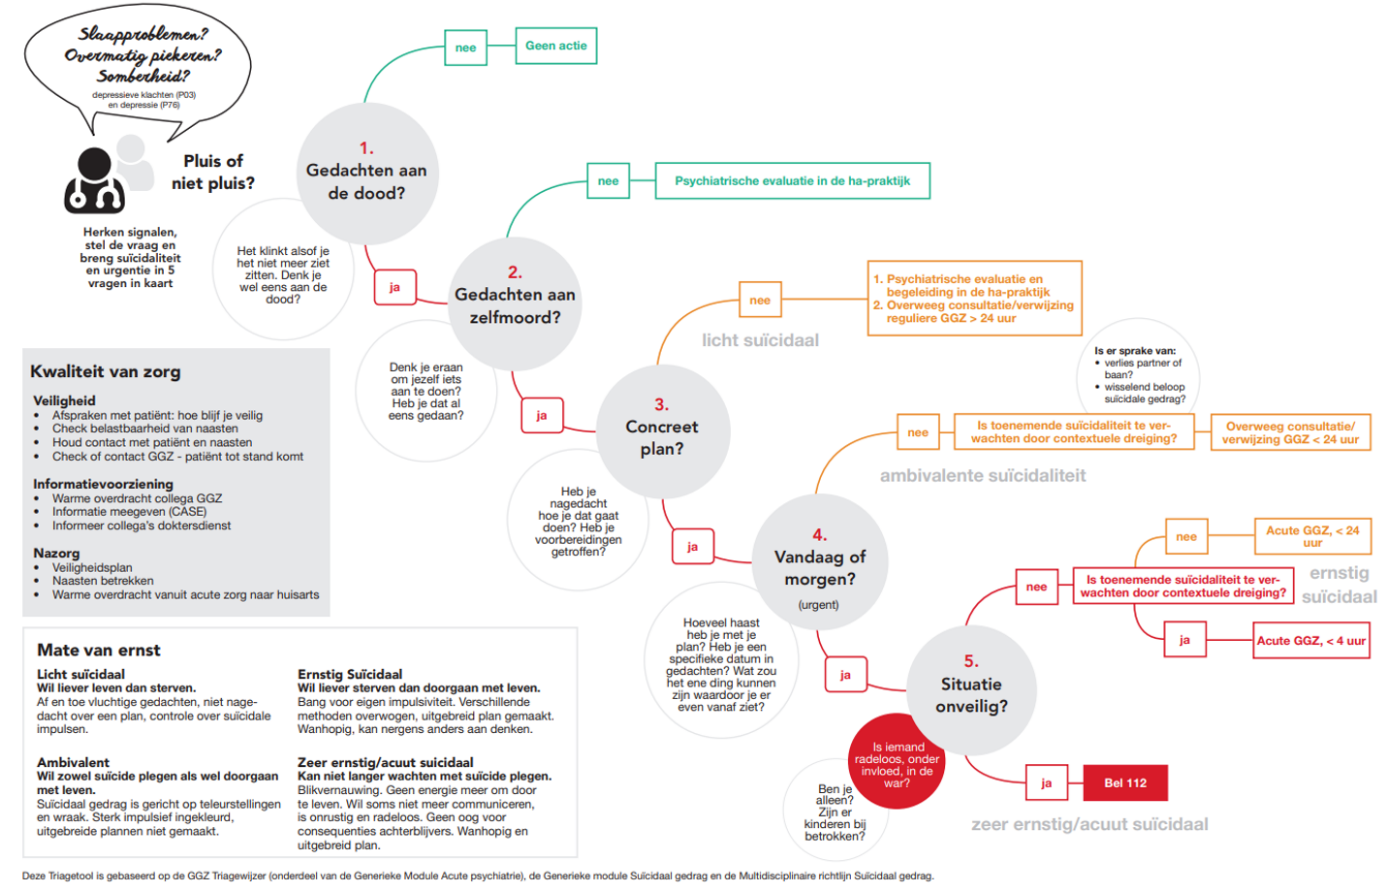 Slaapproblemen?
Overmatig piekeren?
Somberheid?
depressieve klachten (P03)
en depressie (P76)
Pluis of
niet pluis?
Herken signalen,
stel de vraag en
breng suïcidaliteit
en urgentie in 5
vragen in kaart
nee
Geen actie
1.
Gedachten aan
de dood?
Het klinkt alsof je
het niet meer ziet
zitten. Denk je
wel eens aan de
dood?
ja
nee
Psychiatrische evaluatie in de ha-praktijk
2.
Gedachten aan
zelfmoord?
Denk je eraan
om jezelf iets
aan te doen?
Heb je dat al
eens gedaan?
ja
nee
1. Psychiatrische evaluatie en
begeleiding in de ha-praktijk
2. Overweeg consultatie/verwijzing
reguliere GGZ > 24 uur
licht suïcidaal
3.
Concreet
plan?
Heb je
nagedacht
hoe je dat gaat
doen? Heb je
voorbereidingen
getroffen?
ja
Is er sprake van:
• verlies partner of
baan?
• wisselend beloop
suïcidale gedrag?
nee
Is toenemende suïcidaliteit te ver-
wachten door contextuele dreiging?
Overweeg consultatie/
verwijzing GGZ < 24 uur
ambivalente suïcidaliteit
4.
Vandaag of
morgen?
(urgent)
Hoeveel haast
heb je met je
plan? Heb je een
specifieke datum in
gedachten? Wat zou
het ene ding kunnen
zijn waardoor je er
even vanaf ziet?
ja
nee
Is toenemende suïcidaliteit te ver-
wachten door contextuele dreiging?
nee
Acute GGZ, < 24
uur
ernstig
suïcidaal
ja
Acute GGZ, < 4 uur
5.
Situatie
onveilig?
Is iemand
radeloos, onder
invloed, in de
war?
Ben je
alleen?
Zijn er
kinderen bij
betrokken?
ja
Bel 112
zeer ernstig/acuut suïcidaal
Kwaliteit van zorg
Veiligheid
• Afspraken met patiënt: hoe blijf je veilig
• Check belastbaarheid van naasten
• Houd contact met patiënt en naasten
• Check of contact GGZ - patiënt tot stand komt
Informatievoorziening
• Warme overdracht collega GGZ
• Informatie meegeven (CASE)
• Informeer collega's doktersdienst
Nazorg
• Veiligheidsplan
• Naasten betrekken
• Warme overdracht vanuit acute zorg naar huisarts
Mate van ernst
Licht suïcidaal
Wil liever leven dan sterven.
Af en toe vluchtige gedachten, niet nage-
dacht over een plan, controle over suïcidale
impulsen.
Ambivalent
Wil zowel suïcide plegen als wel doorgaan
met leven.
Suïcidaal gedrag is gericht op teleurstellingen
en wraak. Sterk impulsief ingekleurd,
uitgebreide plannen niet gemaakt.
Ernstig Suïcidaal
Wil liever sterven dan doorgaan met leven.
Bang voor eigen impulsiviteit. Verschillende
methoden overwogen, uitgebreid plan gemaakt.
Wanhopig, kan nergens anders aan denken.
Zeer ernstig/acuut suicidaal
Kan niet langer wachten met suïcide plegen.
Blikvernauwing. Geen energie meer om door
te leven. Wil soms niet meer communiceren,
is onrustig en radeloos. Geen oog voor
consequenties achterblijvers. Wanhopig en
uitgebreid plan.
Deze Triagetool is gebaseerd op de GGZ Triagewijzer (onderdeel van de Generieke Module Acute psychiatrie), de Generieke module Suïcidaal gedrag en de Multidisciplinaire richtlijn Suïcidaal gedrag.